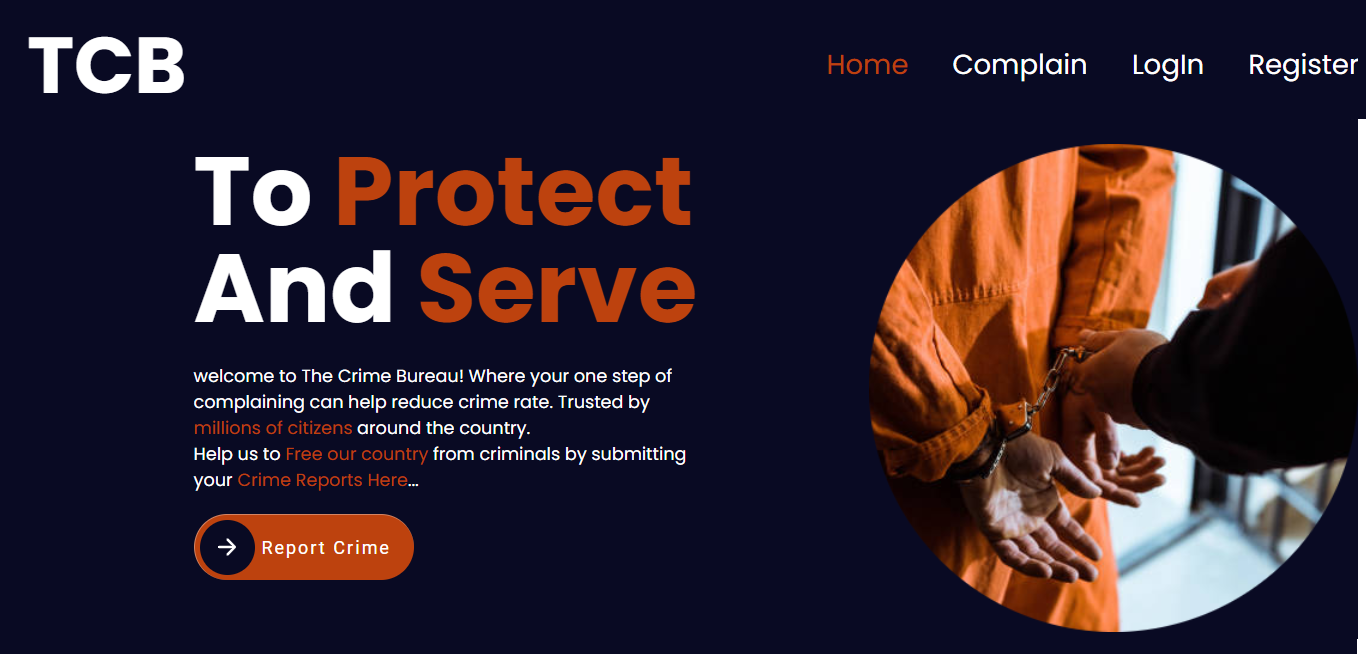 TCB
Home Complain LogIn Register
To Protect
And Serve
welcome to The Crime Bureau! Where your one step of
complaining can help reduce crime rate. Trusted by
millions of citizens around the country.
Help us to Free our country from criminals by submitting
your Crime Reports Here...
Report Crime